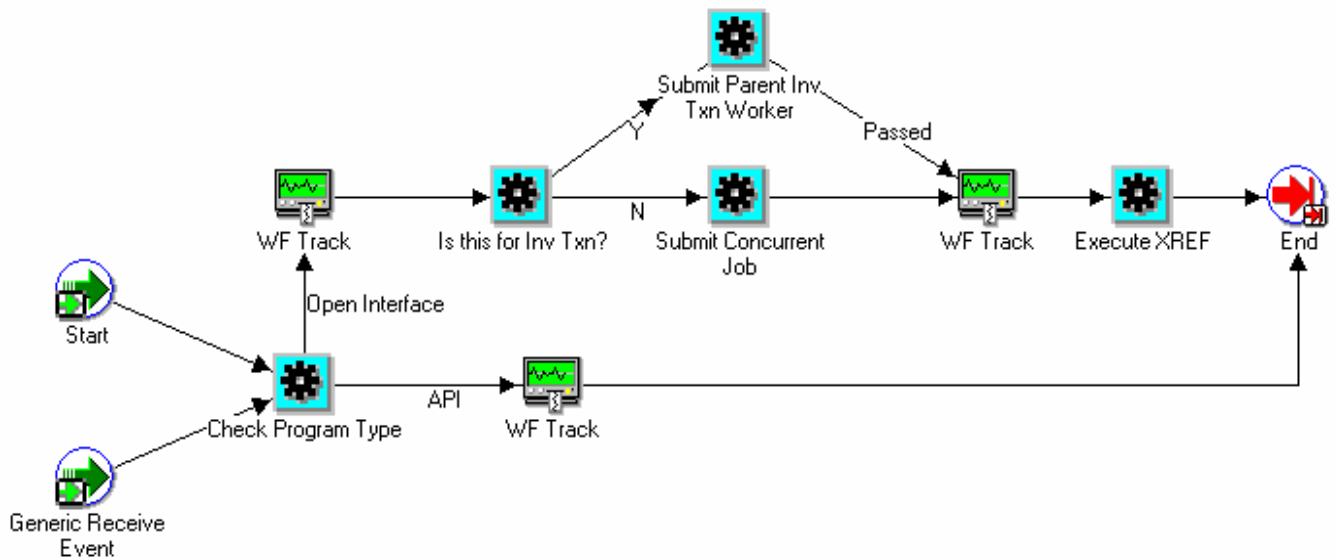 Submit Parent Inv
Txn Worker
Y
Passed
WF Track
Is this for Inv Txn?
N
Submit Concurrent
Job
WF Track
Execute XREF
End
Start
Open Interface
Check Program Type
API
WF Track
Generic Receive
Event